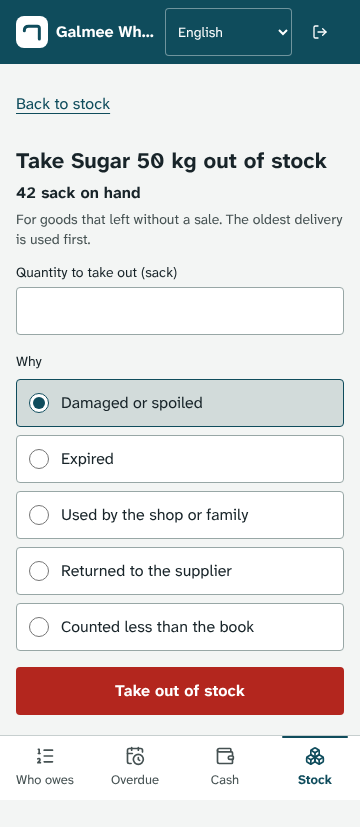 Galmee Wh...
English
Back to stock
Take Sugar 50 kg out of stock
42 sack on hand
For goods that left without a sale. The oldest delivery
is used first.
Quantity to take out (sack)
Why
Damaged or spoiled
Expired
Used by the shop or family
Returned to the supplier
Counted less than the book
Take out of stock
Who owes
Overdue
Cash
Stock